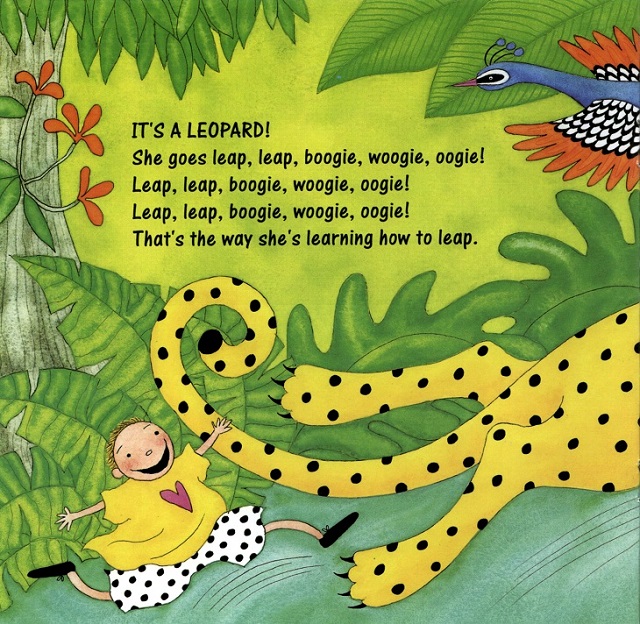 IT'S A LEOPARD!
She goes leap, leap, boogie, woogie, oogie!
Leap, leap, boogie, woogie, oogie!
Leap, leap, boogie, woogie, oogie!
That's the way she's learning how to leap.